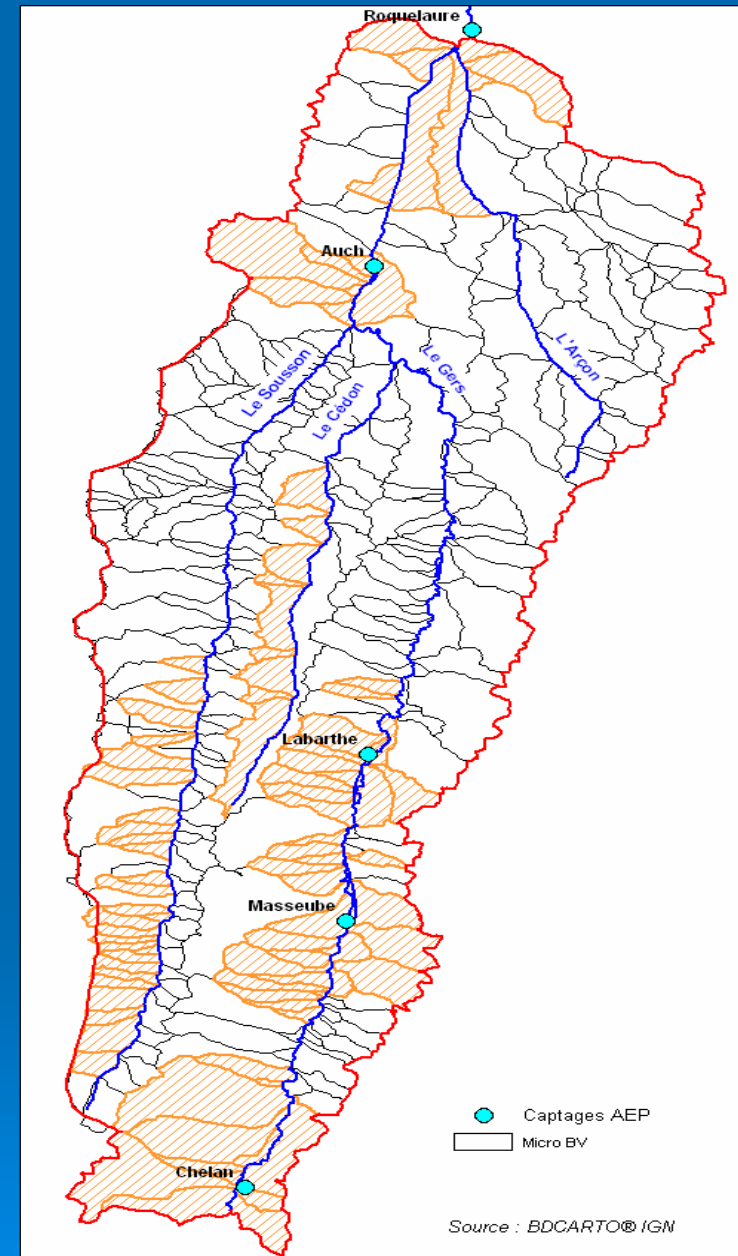 Roquelaure
Auch
Le Sousson
Le Cédon
Le Gers
L'Arçon
Labarthe
Masseube
Captages AEP
Micro BV
Chelan
Source : BDCARTO® IGN